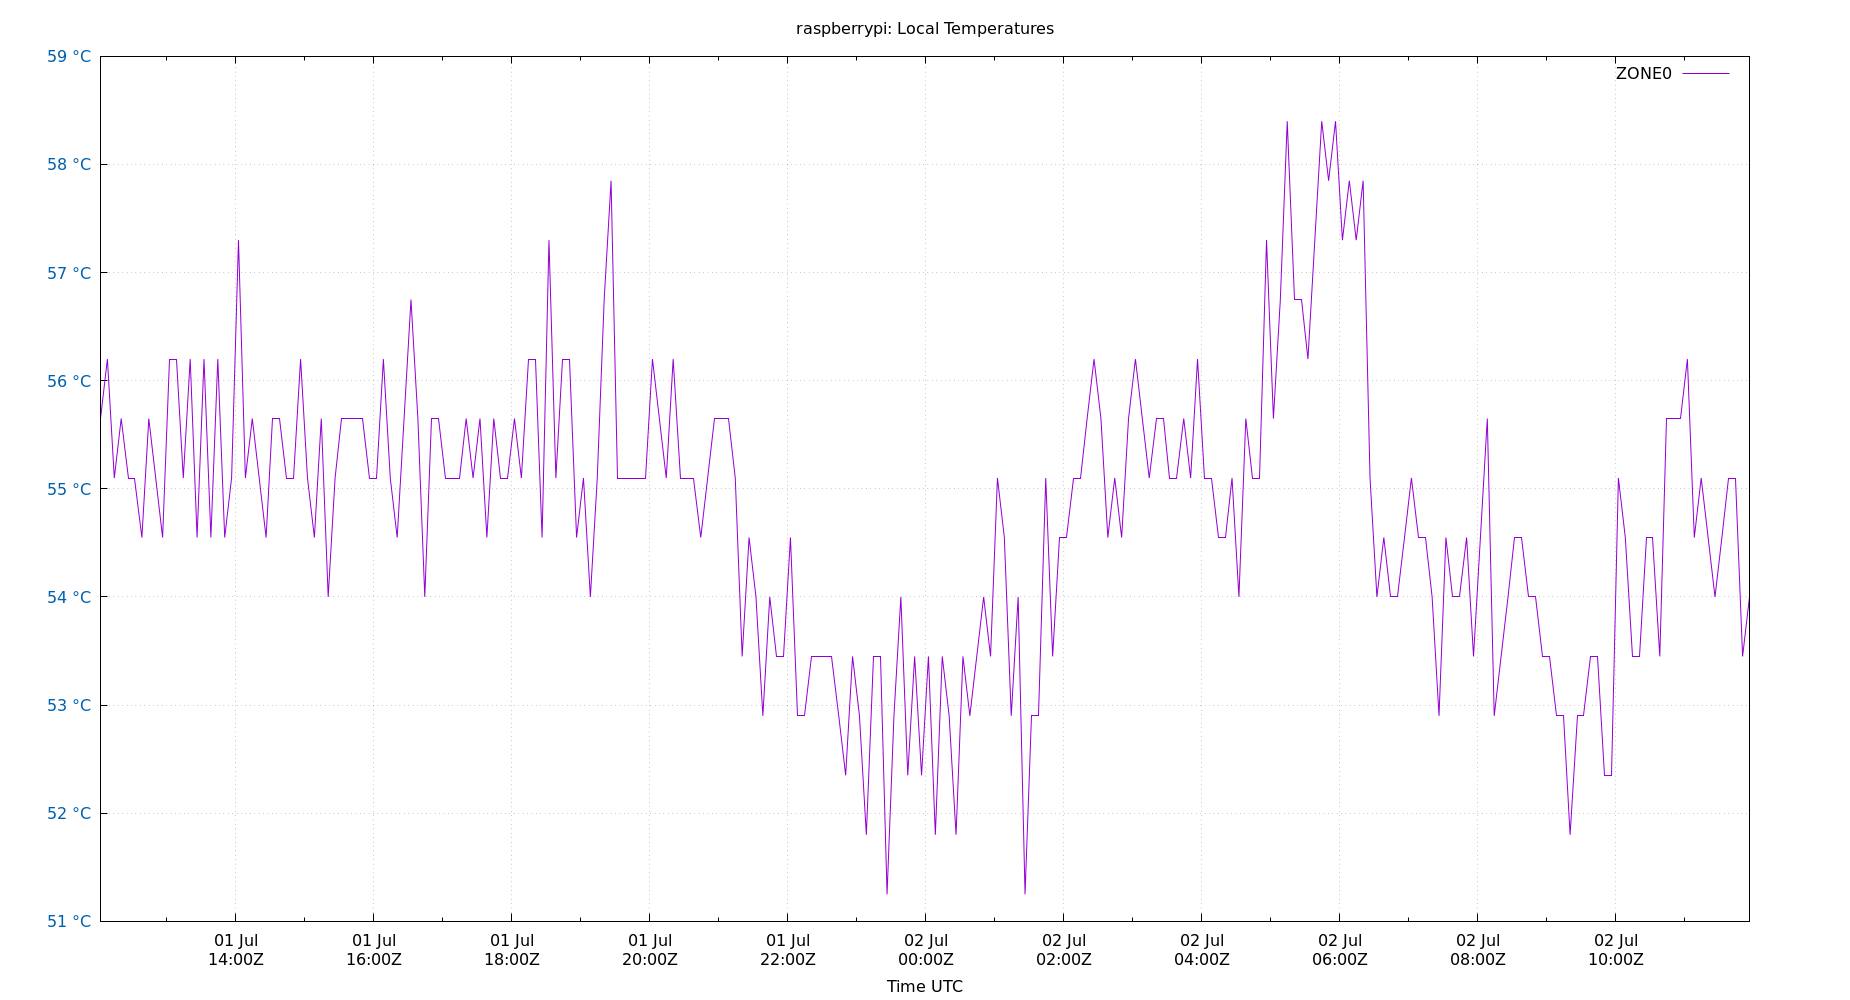 raspberrypi: Local Temperatures
59 °C
58 °C
57 °C
56 °C
55 °C
54 °C
53 °C
52 °C
51 °C
ZONE0
01 Jul
14:00Z
01 Jul
16:00Z
01 Jul
18:00Z
01 Jul
20:00Z
01 Jul
22:00Z
02 Jul
00:00Z
02 Jul
02:00Z
02 Jul
04:00Z
02 Jul
06:00Z
02 Jul
08:00Z
02 Jul
10:00Z
Time UTC